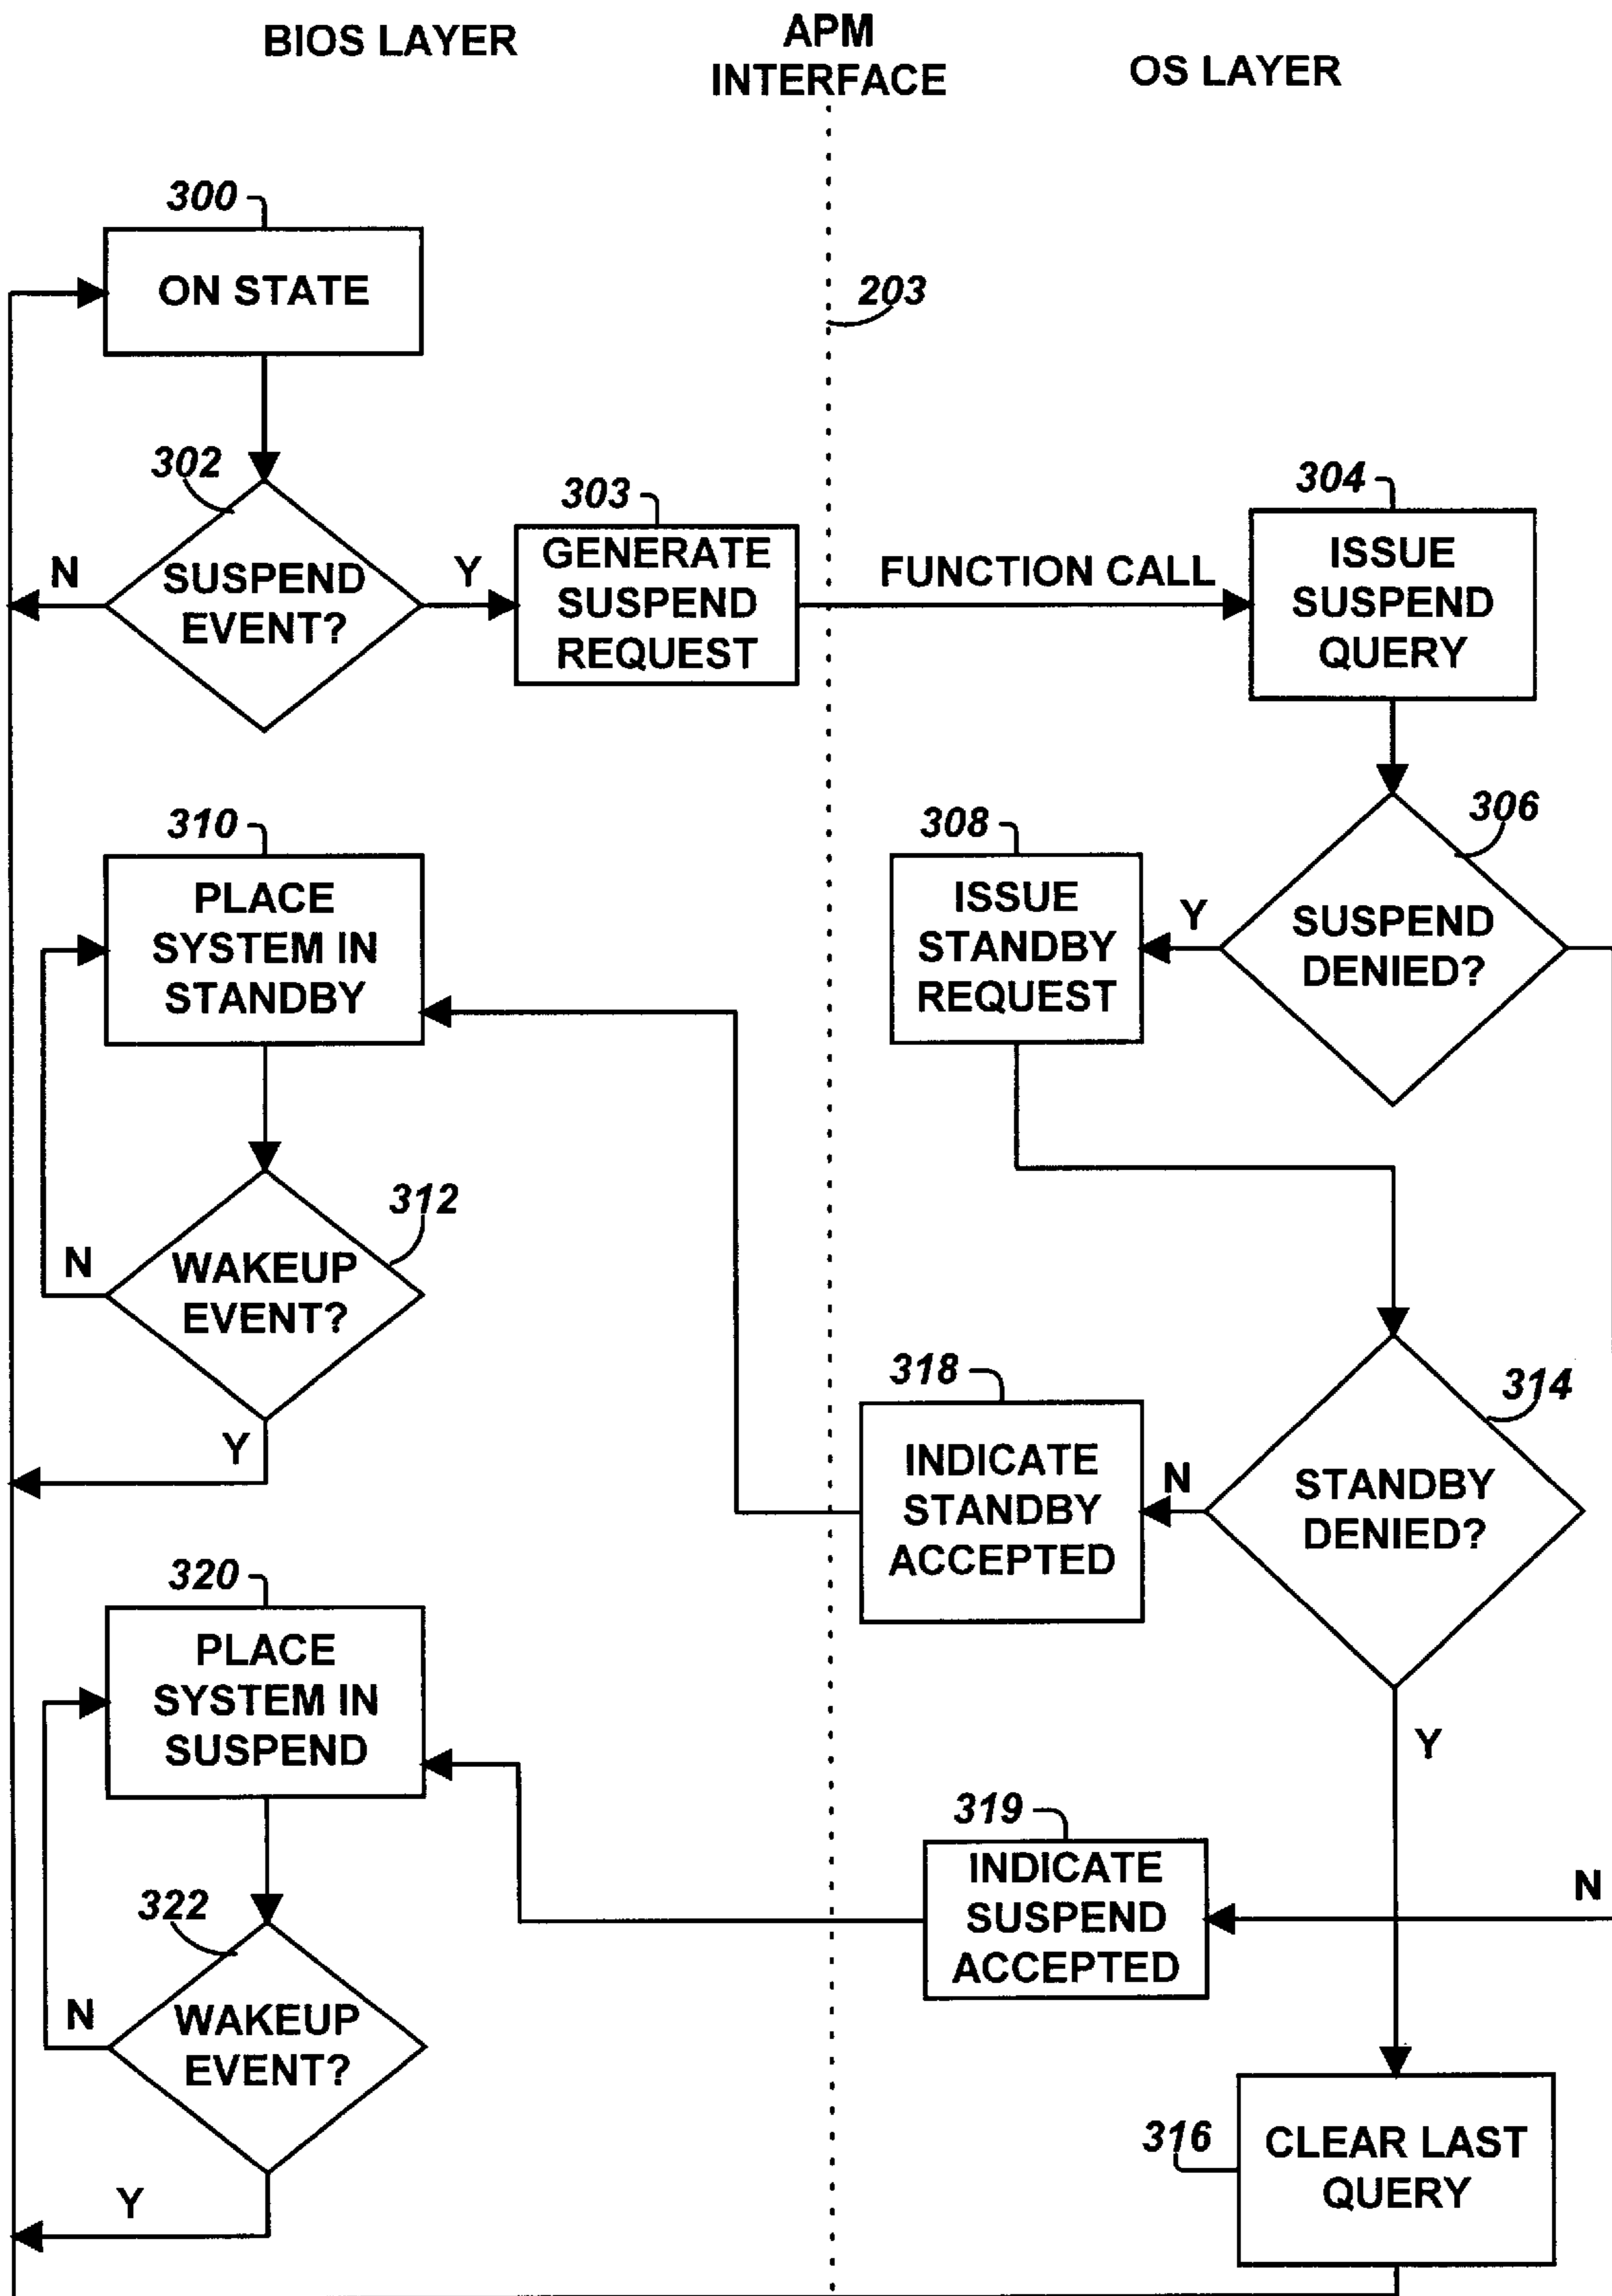 BIOS LAYER
APM
INTERFACE
OS LAYER
300
ON STATE
203
302
SUSPEND
EVENT?
N
Y
303
GENERATE
SUSPEND
REQUEST
FUNCTION CALL
304
ISSUE
SUSPEND
QUERY
306
SUSPEND
DENIED?
Y
308
ISSUE
STANDBY
REQUEST
310
PLACE
SYSTEM IN
STANDBY
312
WAKEUP
EVENT?
N
Y
314
STANDBY
DENIED?
N
Y
318
INDICATE
STANDBY
ACCEPTED
320
PLACE
SYSTEM IN
SUSPEND
319
INDICATE
SUSPEND
ACCEPTED
N
322
WAKEUP
EVENT?
N
Y
316
CLEAR LAST
QUERY